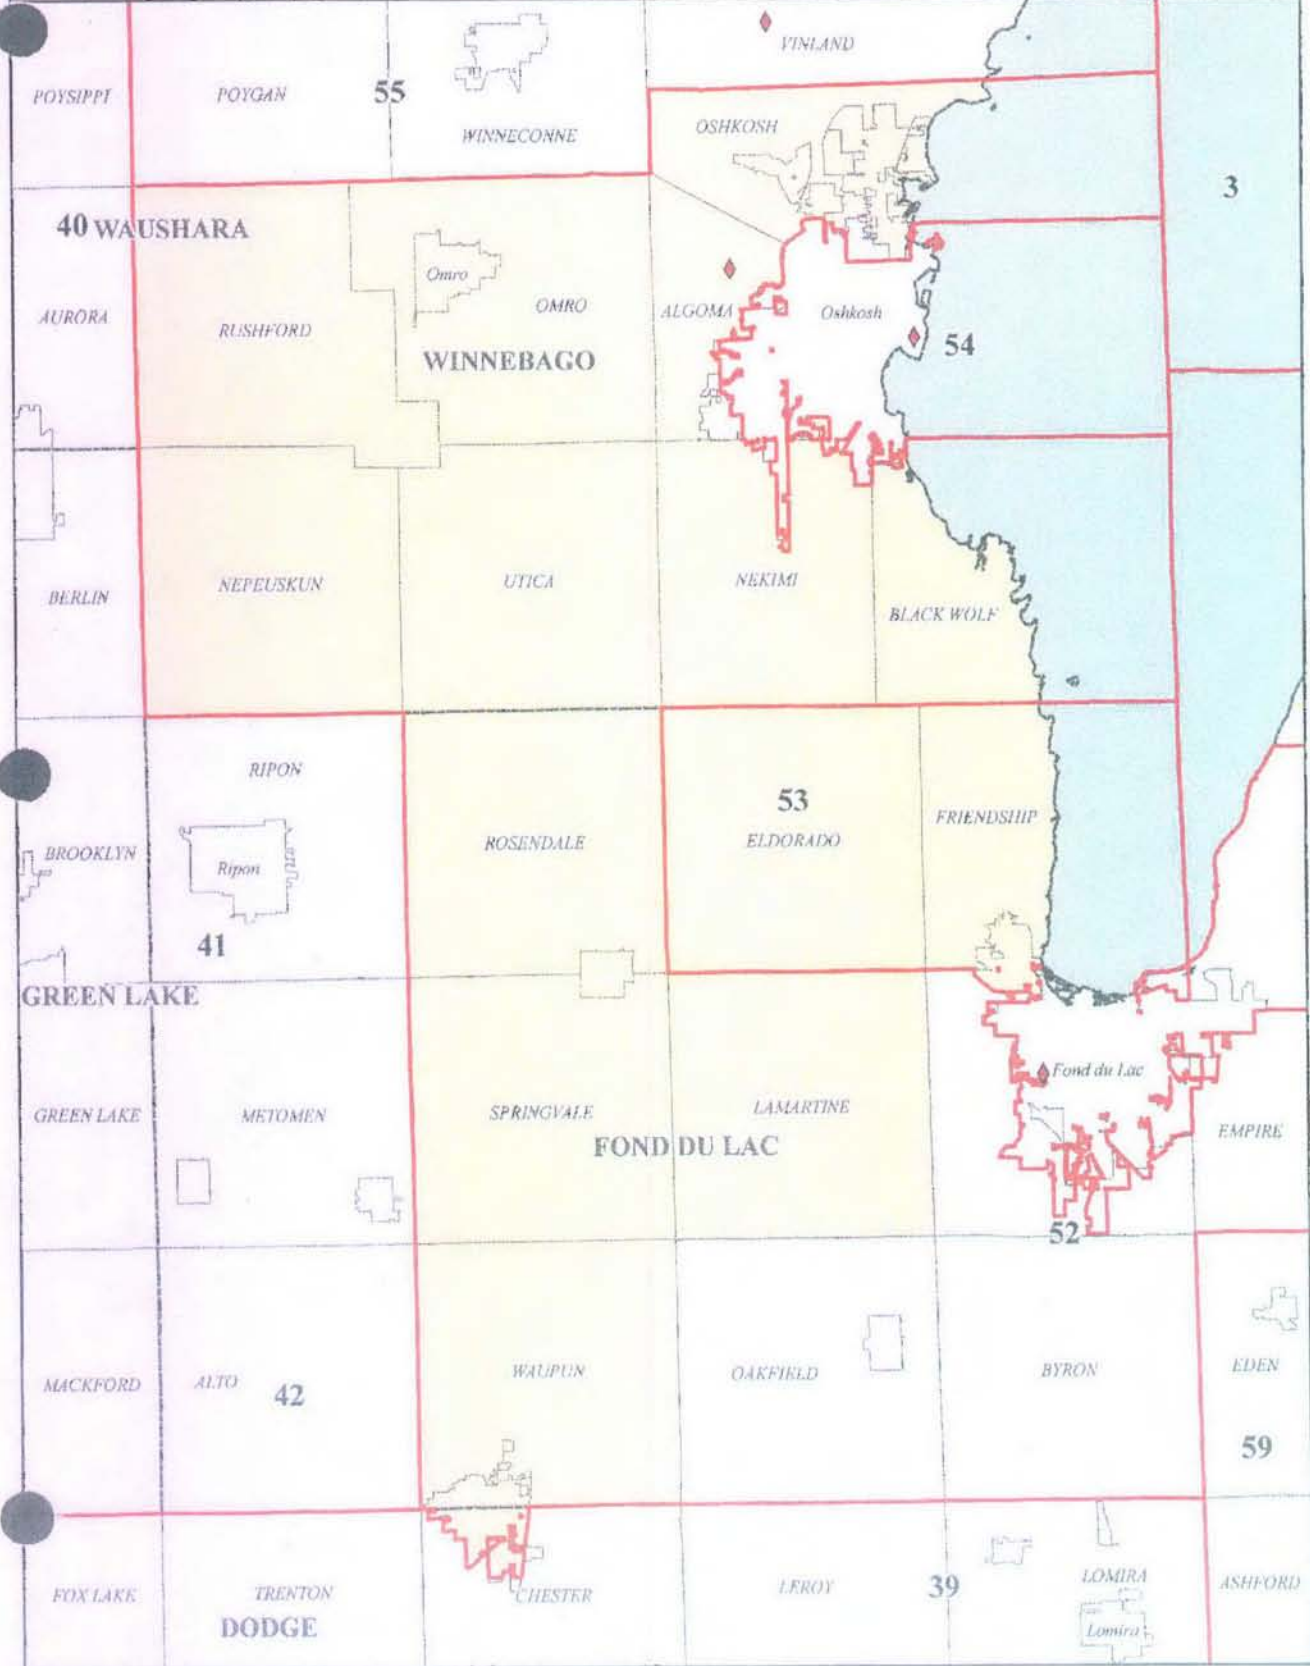 VINLAND
POYSIPPI
POYGAN
55
WINNECONNE
OSHKOSH
3
40 WAUSHARA
Omro
AURORA
RUSHFORD
OMRO
ALGOMA
Oshkosh
54
WINNEBAGO
BERLIN
NEPEUSKUN
UTICA
NEKIMI
BLACK WOLF
RIPON
53
BROOKLYN
Ripon
ROSENDALE
ELDORADO
FRIENDSHIP
41
GREEN LAKE
Fond du Lac
GREEN LAKE
METOMEN
SPRINGVALE
LAMARTINE
EMPIRE
FOND DU LAC
52
MACKFORD
ALTO
42
WAUPUN
OAKFIELD
BYRON
EDEN
59
FOX LAKE
TRENTON
CHESTER
LEROY
39
LOMIRA
ASHFORD
DODGE
Lomira